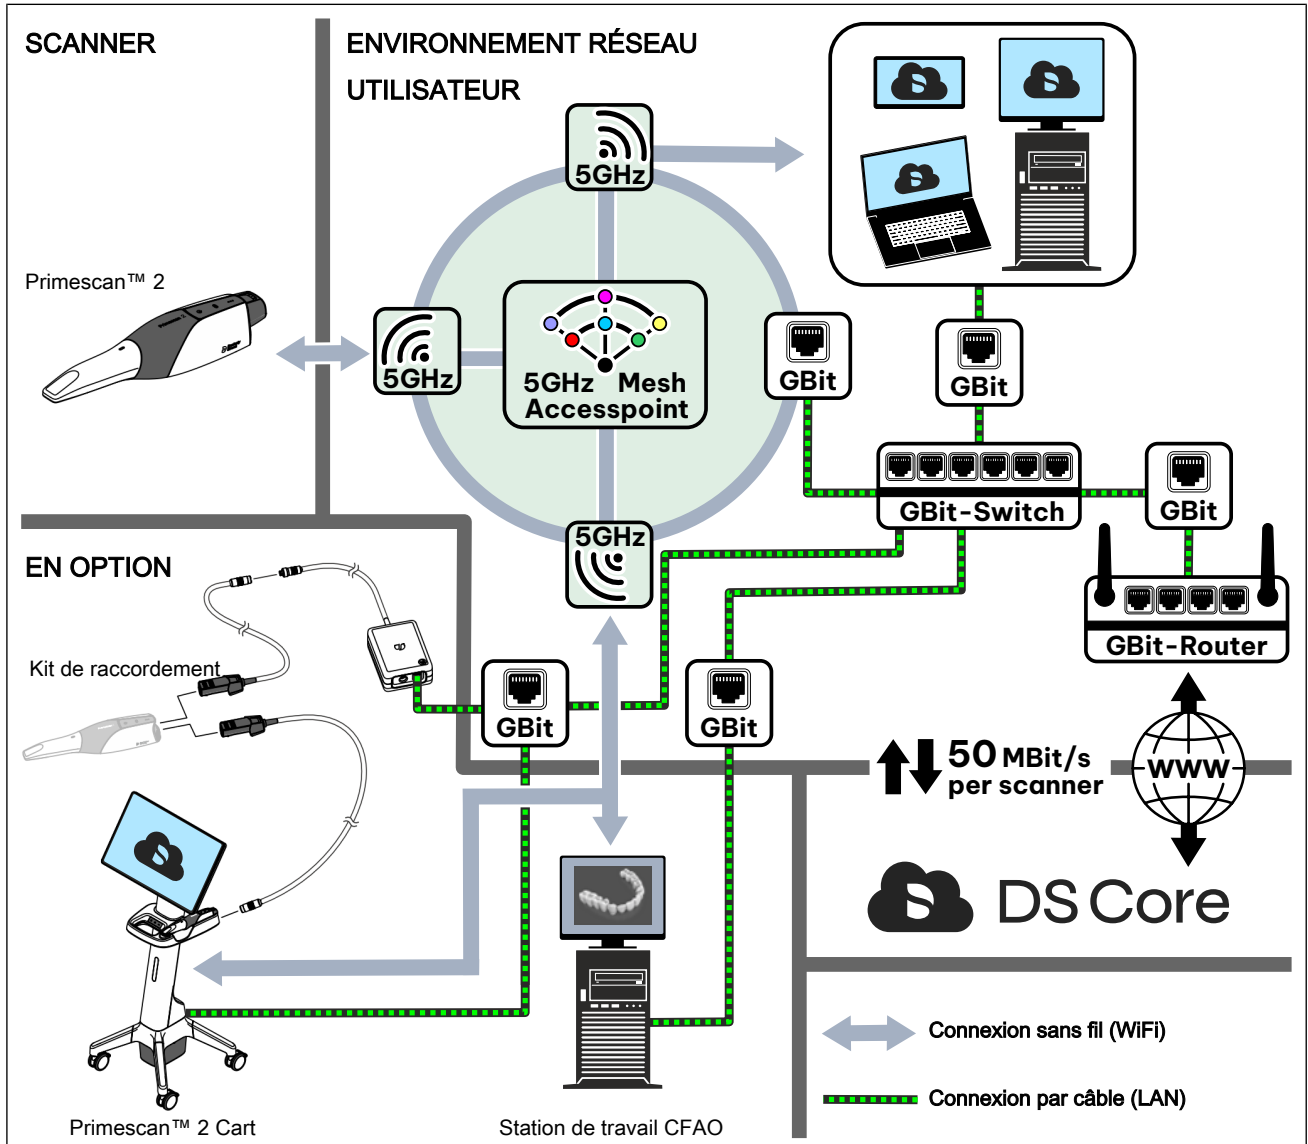 SCANNER
ENVIRONNEMENT RÉSEAU
UTILISATEUR
5GHz
Primescan™ 2
5GHz
5GHz Mesh
Accesspoint
GBit
GBit
GBit-Switch
GBit
5GHz
EN OPTION
Kit de raccordement
GBit
GBit
GBit-Router
50 MBit/s
per scanner
WWW
DS Core
Connexion sans fil (WiFi)
Connexion par câble (LAN)
Primescan™ 2 Cart
Station de travail CFAO